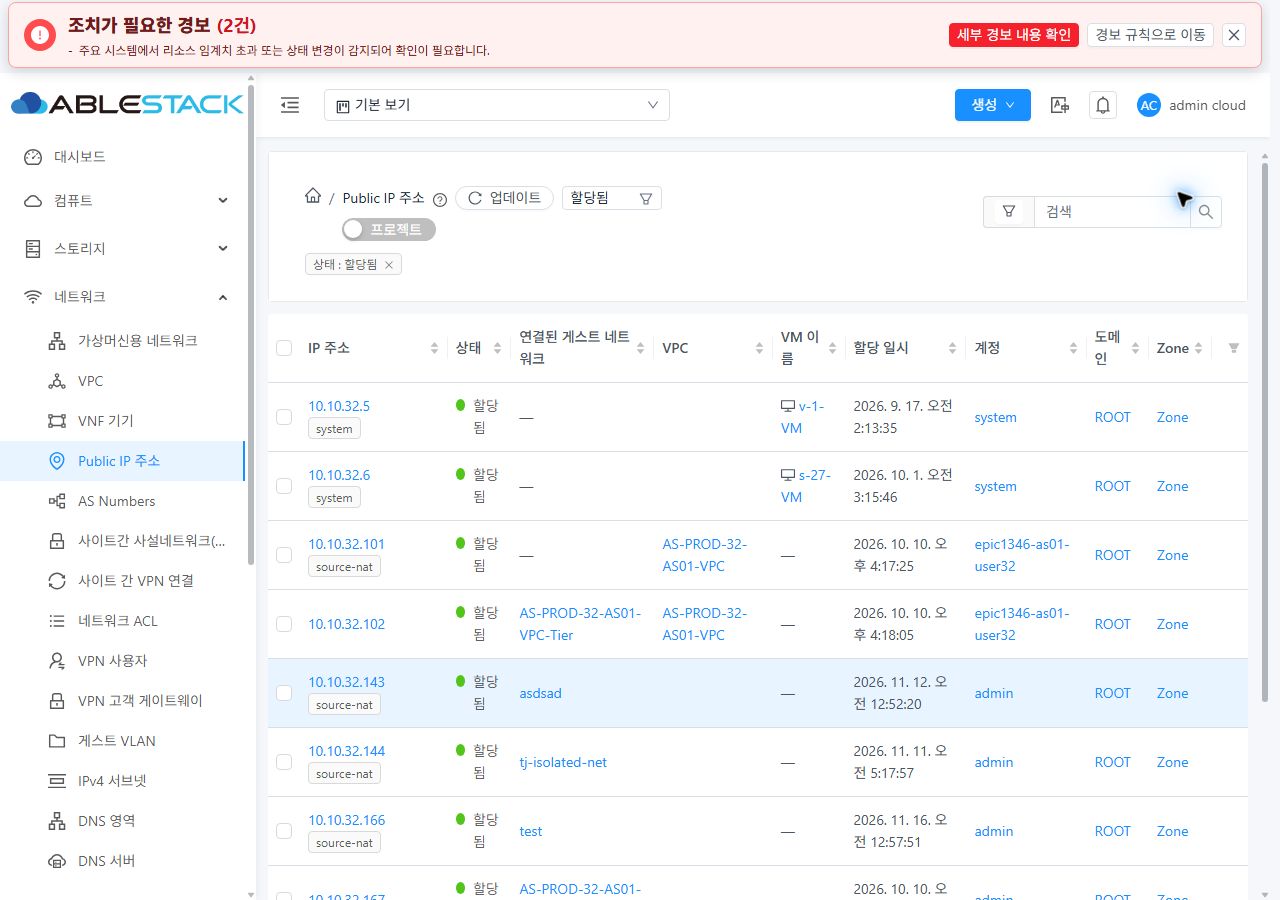 조치가 필요한 경보 (2건)
- 주요 시스템에서 리소스 임계치 초과 또는 상태 변경이 감지되어 확인이 필요합니다.
세부 경보 내용 확인
경보 규칙으로 이동
ABLESTACK
기본 보기
생성
AC
admin cloud
대시보드
컴퓨트
스토리지
네트워크
가상머신용 네트워크
VPC
VNF 기기
Public IP 주소
AS Numbers
사이트간 사설네트워크(...
사이트 간 VPN 연결
네트워크 ACL
VPN 사용자
VPN 고객 게이트웨이
게스트 VLAN
IPv4 서브넷
DNS 영역
DNS 서버
/ Public IP 주소
업데이트
할당됨
프로젝트
상태 : 할당됨
검색
IP 주소
상태
연결된 게스트 네트
워크
VPC
VM 이
름
할당 일시
계정
도메
인
Zone
10.10.32.5
system
할당
됨
—
v-1-
VM
2026. 9. 17. 오전
2:13:35
system
ROOT
Zone
10.10.32.6
system
할당
됨
—
s-27-
VM
2026. 10. 1. 오전
3:15:46
system
ROOT
Zone
10.10.32.101
source-nat
할당
됨
—
AS-PROD-32-
AS01-VPC
—
2026. 10. 10. 오
후 4:17:25
epic1346-as01-
user32
ROOT
Zone
10.10.32.102
할당
됨
AS-PROD-32-AS01-
VPC-Tier
AS-PROD-32-
AS01-VPC
—
2026. 10. 10. 오
후 4:18:05
epic1346-as01-
user32
ROOT
Zone
10.10.32.143
source-nat
할당
됨
asdsad
—
2026. 11. 12. 오
전 12:52:20
admin
ROOT
Zone
10.10.32.144
source-nat
할당
됨
tj-isolated-net
—
2026. 11. 11. 오
전 5:17:57
admin
ROOT
Zone
10.10.32.166
source-nat
할당
됨
test
—
2026. 11. 16. 오
전 12:57:51
admin
ROOT
Zone
10.10.32.167
할당
AS-PROD-32-AS01-
2026. 10. 10. 오
admin
ROOT
Zone